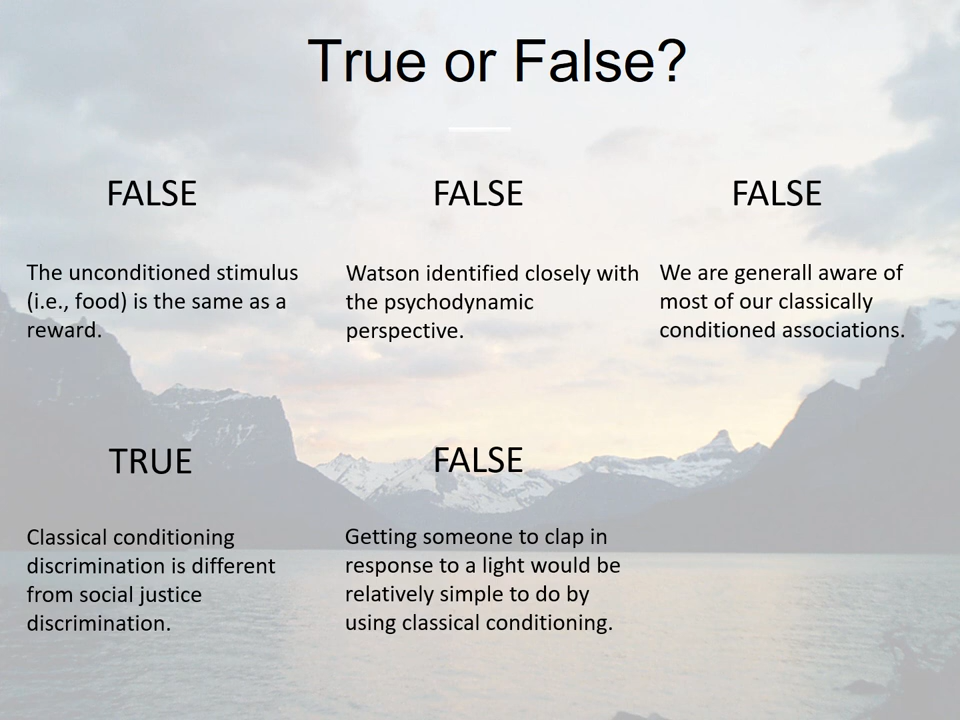 True or False?
FALSE
The unconditioned stimulus
(i.e., food) is the same as a
reward.
FALSE
Watson identified closely with
the psychodynamic
perspective.
FALSE
We are generall aware of
most of our classically
conditioned associations.
TRUE
Classical conditioning
discrimination is different
from social justice
discrimination.
FALSE
Getting someone to clap in
response to a light would be
relatively simple to do by
using classical conditioning.